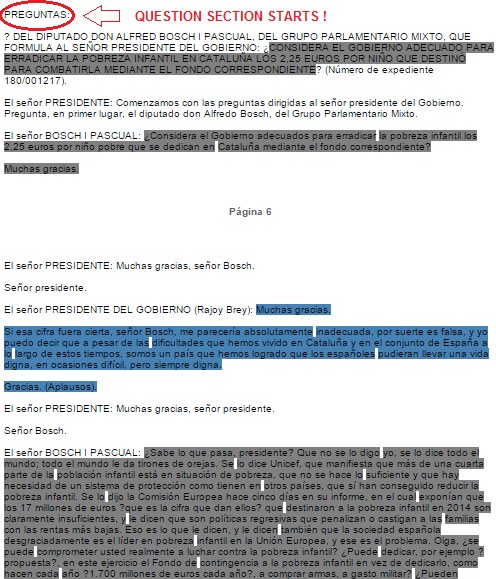 PREGUNTAS: QUESTION SECTION STARTS !
? DEL DIPUTADO DON ALFRED BOSCH I PASCUAL, DEL GRUPO PARLAMENTARIO MIXTO, QUE
FORMULA AL SEÑOR PRESIDENTE DEL GOBIERNO: ¿CONSIDERA EL GOBIERNO ADECUADO PARA
ERRADICAR LA POBREZA INFANTIL EN CATALUÑA LOS 2,25 EUROS POR NIÑO QUE DESTINÓ
PARA COMBATIRLA MEDIANTE EL FONDO CORRESPONDIENTE? (Número de expediente
180/001217).
El señor PRESIDENTE: Comenzamos con las preguntas dirigidas al señor presidente del Gobierno.
Pregunta, en primer lugar, el diputado don Alfredo Bosch, del Grupo Parlamentario Mixto.
El señor BOSCH I PASCUAL: ¿Considera el Gobierno adecuados para erradicar la pobreza infantil los
2,25 euros por niño pobre que se dedican en Cataluña mediante el fondo correspondiente?
Muchas gracias.
Página 6
El señor PRESIDENTE: Muchas gracias, señor Bosch.
Señor presidente.
El señor PRESIDENTE DEL GOBIERNO (Rajoy Brey): Muchas gracias.
Si esa cifra fuera cierta, señor Bosch, me parecería absolutamente inadecuada, por suerte es falsa, y yo
puedo decir que a pesar de las dificultades que hemos vivido en Cataluña y en el conjunto de España a
lo largo de estos tiempos, somos un país que hemos logrado que los españoles pudieran llevar una vida
digna, en ocasiones difícil, pero siempre digna.
Gracias. (Aplausos).
El señor PRESIDENTE: Muchas gracias, señor presidente.
Señor Bosch.
El señor BOSCH I PASCUAL: ¿Sabe lo que pasa, presidente? Que no se lo digo yo, se lo dice todo el
mundo; todo el mundo le da tirones de orejas. Se lo dice Unicef, que manifiesta que más de una cuarta
parte de la población infantil está en situación de pobreza, que no se hace lo suficiente y que hay
necesidad de un sistema de protección como tienen en otros países, que sí han conseguido reducir la
pobreza infantil. Se lo dijo la Comisión Europea hace cinco días en su informe, en el cual exponían que
los 17 millones de euros ?que es la cifra que dan ellos? que destinaron a la pobreza infantil en 2014 son
claramente insuficientes, y le dicen que son políticas regresivas que penalizan o castigan a las familias
con las rentas más bajas. Eso es lo que le dicen, y le dicen también que la sociedad española
desgraciadamente es el líder en pobreza infantil en la Unión Europea, y ese es el problema. Oiga, ¿se
puede comprometer usted realmente a luchar contra la pobreza infantil? ¿Puede dedicar, por ejemplo ?
propuesta?, en este ejercicio el Fondo de contingencia a la pobreza infantil en vez de dedicarlo, como
hacen cada año ?1.700 millones de euros cada año?, a comprar armas, a gasto militar? ¿Pueden